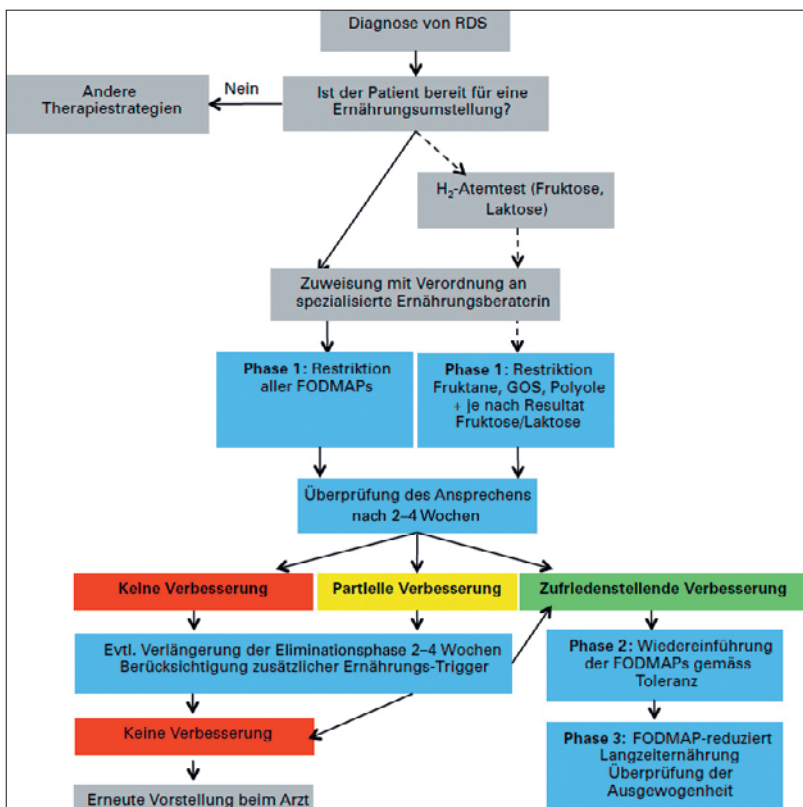 Diagnose von RDS
Andere
Therapiestrategien
Nein
Ist der Patient bereit für eine
Ernährungsumstellung?
H₂-Atemtest (Fruktose,
Laktose)
Zuweisung mit Verordnung an
spezialisierte Ernährungsberaterin
Phase 1: Restriktion
aller FODMAPs
Phase 1: Restriktion
Fruktane, GOS, Polyole
+ je nach Resultat
Fruktose/Laktose
Überprüfung des Ansprechens
nach 2–4 Wochen
Keine Verbesserung
Partielle Verbesserung
Zufriedenstellende Verbesserung
Evtl. Verlängerung der Eliminationsphase 2–4 Wochen
Berücksichtigung zusätzlicher Ernährungs-Trigger
Phase 2: Wiedereinführung
der FODMAPs gemäss
Toleranz
Keine Verbesserung
Phase 3: FODMAP-reduziert
Langzeiternährung
Überprüfung der
Ausgewogenheit
Erneute Vorstellung beim Arzt